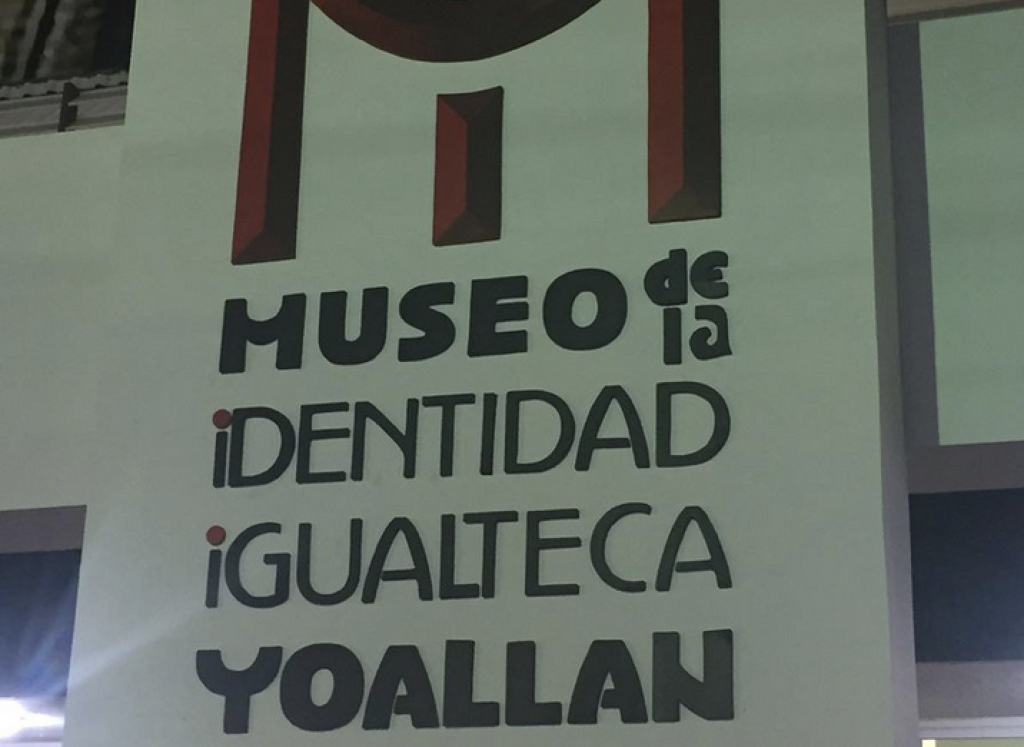 MUSEO de la
iDENTIDAD
iGUALTECA
YOALLAN